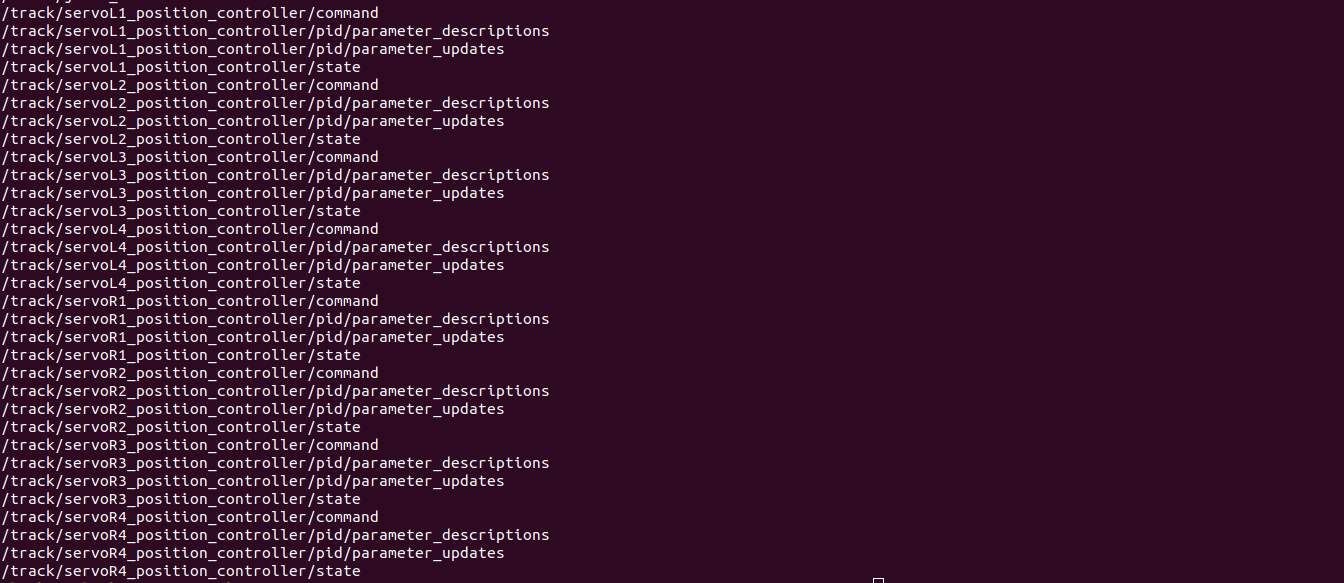 /track/servoL1_position_controller/command
/track/servoL1_position_controller/pid/parameter_descriptions
/track/servoL1_position_controller/pid/parameter_updates
/track/servoL1_position_controller/state
/track/servoL2_position_controller/command
/track/servoL2_position_controller/pid/parameter_descriptions
/track/servoL2_position_controller/pid/parameter_updates
/track/servoL2_position_controller/state
/track/servoL3_position_controller/command
/track/servoL3_position_controller/pid/parameter_descriptions
/track/servoL3_position_controller/pid/parameter_updates
/track/servoL3_position_controller/state
/track/servoL4_position_controller/command
/track/servoL4_position_controller/pid/parameter_descriptions
/track/servoL4_position_controller/pid/parameter_updates
/track/servoL4_position_controller/state
/track/servoR1_position_controller/command
/track/servoR1_position_controller/pid/parameter_descriptions
/track/servoR1_position_controller/pid/parameter_updates
/track/servoR1_position_controller/state
/track/servoR2_position_controller/command
/track/servoR2_position_controller/pid/parameter_descriptions
/track/servoR2_position_controller/pid/parameter_updates
/track/servoR2_position_controller/state
/track/servoR3_position_controller/command
/track/servoR3_position_controller/pid/parameter_descriptions
/track/servoR3_position_controller/pid/parameter_updates
/track/servoR3_position_controller/state
/track/servoR4_position_controller/command
/track/servoR4_position_controller/pid/parameter_descriptions
/track/servoR4_position_controller/pid/parameter_updates
/track/servoR4_position_controller/state